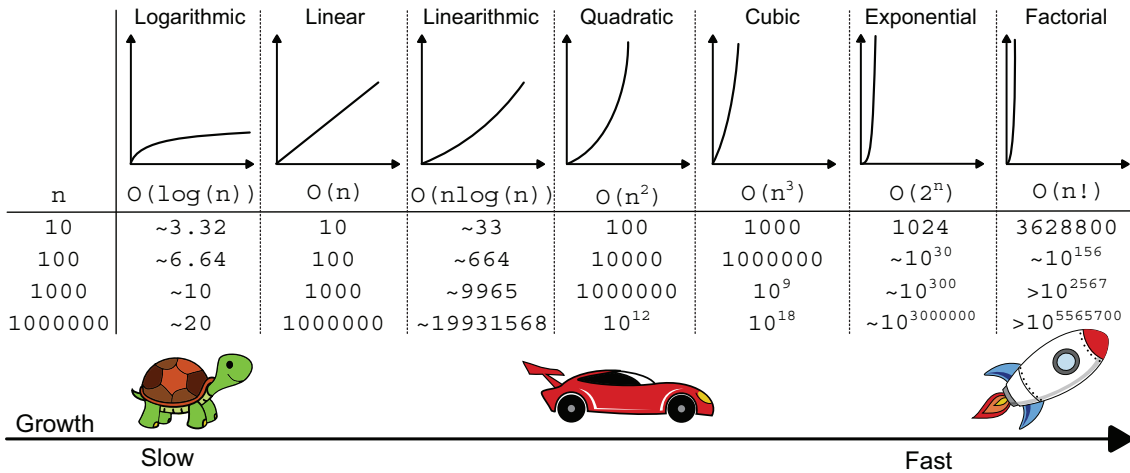 Logarithmic Linear Linearithmic Quadratic Cubic Exponential Factorial
n O(log(n)) O(n) O(nlog(n)) O(n²) O(n³) O(2ⁿ) O(n!)
10 ~3.32 10 ~33 100 1000 1024 3628800
100 ~6.64 100 ~664 10000 1000000 ~10³⁰ ~10¹⁵⁶
1000 ~10 1000 ~9965 1000000 10⁹ ~10³⁰⁰ >10²⁵⁶⁷
1000000 ~20 1000000 ~19931568 10¹² 10¹⁸ ~10³⁰⁰⁰⁰⁰⁰ >10⁵⁵⁶⁵⁷⁰⁰
Growth
Slow Fast